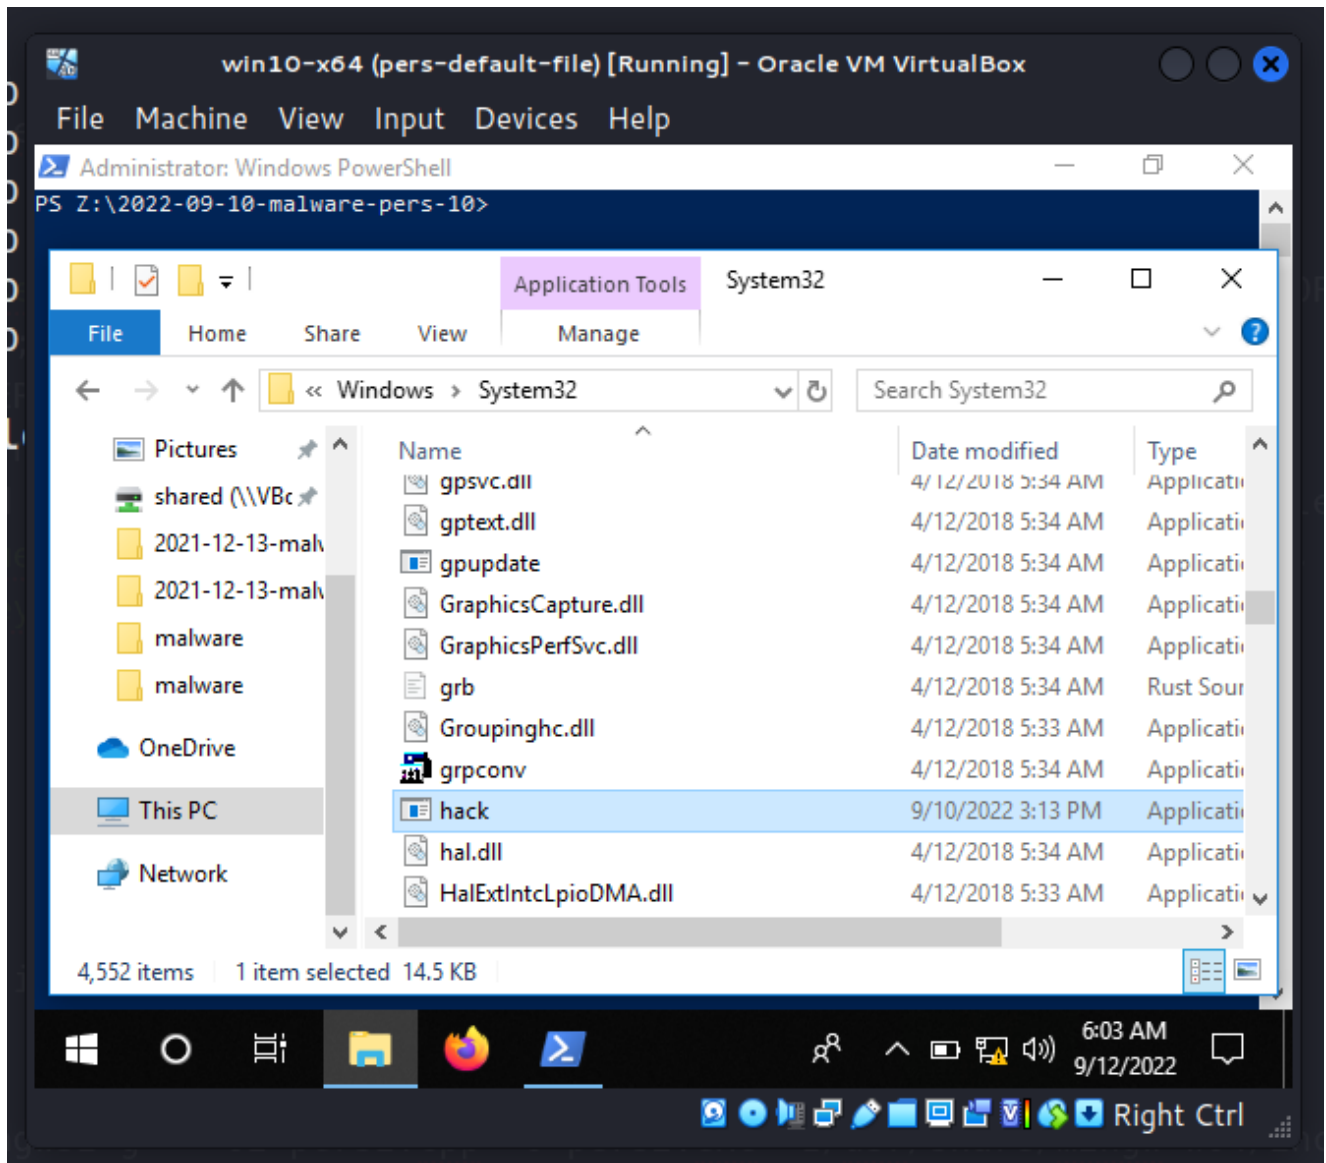 win10-x64 (pers-default-file) [Running] - Oracle VM VirtualBox
File Machine View Input Devices Help
Administrator: Windows PowerShell
PS Z:\2022-09-10-malware-pers-10>
Application Tools System32
File Home Share View Manage
« Windows > System32 Search System32
Pictures
shared (\\VBc
2021-12-13-malv
2021-12-13-malv
malware
malware
OneDrive
This PC
Network
Name Date modified Type
gpsvc.dll 4/12/2018 5:34 AM Applicati
gptext.dll 4/12/2018 5:34 AM Applicati
gpupdate 4/12/2018 5:34 AM Applicati
GraphicsCapture.dll 4/12/2018 5:34 AM Applicati
GraphicsPerfSvc.dll 4/12/2018 5:34 AM Applicati
grb 4/12/2018 5:34 AM Rust Sour
Groupinghc.dll 4/12/2018 5:33 AM Applicati
grpconv 4/12/2018 5:34 AM Applicati
hack 9/10/2022 3:13 PM Applicati
hal.dll 4/12/2018 5:34 AM Applicati
HalExtIntcLpioDMA.dll 4/12/2018 5:33 AM Applicati
4,552 items 1 item selected 14.5 KB
6:03 AM
9/12/2022
Right Ctrl